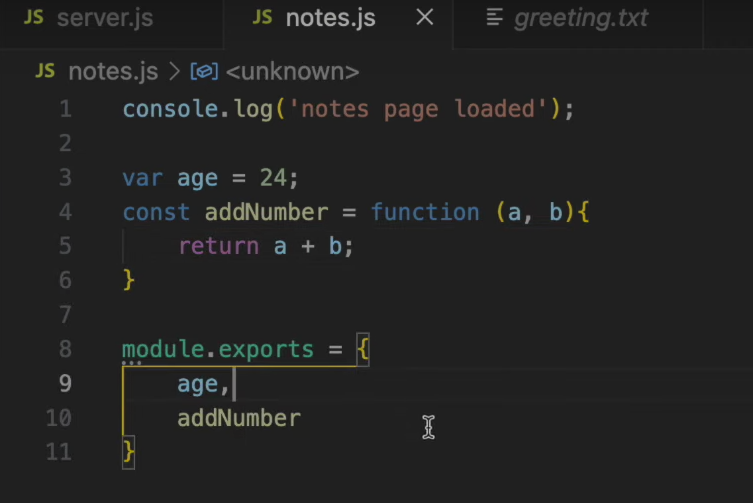 JS server.js JS notes.js × greeting.txt
JS notes.js > <unknown>
1 console.log('notes page loaded');
2
3 var age = 24;
4 const addNumber = function (a, b){
5 return a + b;
6 }
7
8 module.exports = {
9 age,
10 addNumber
11 }